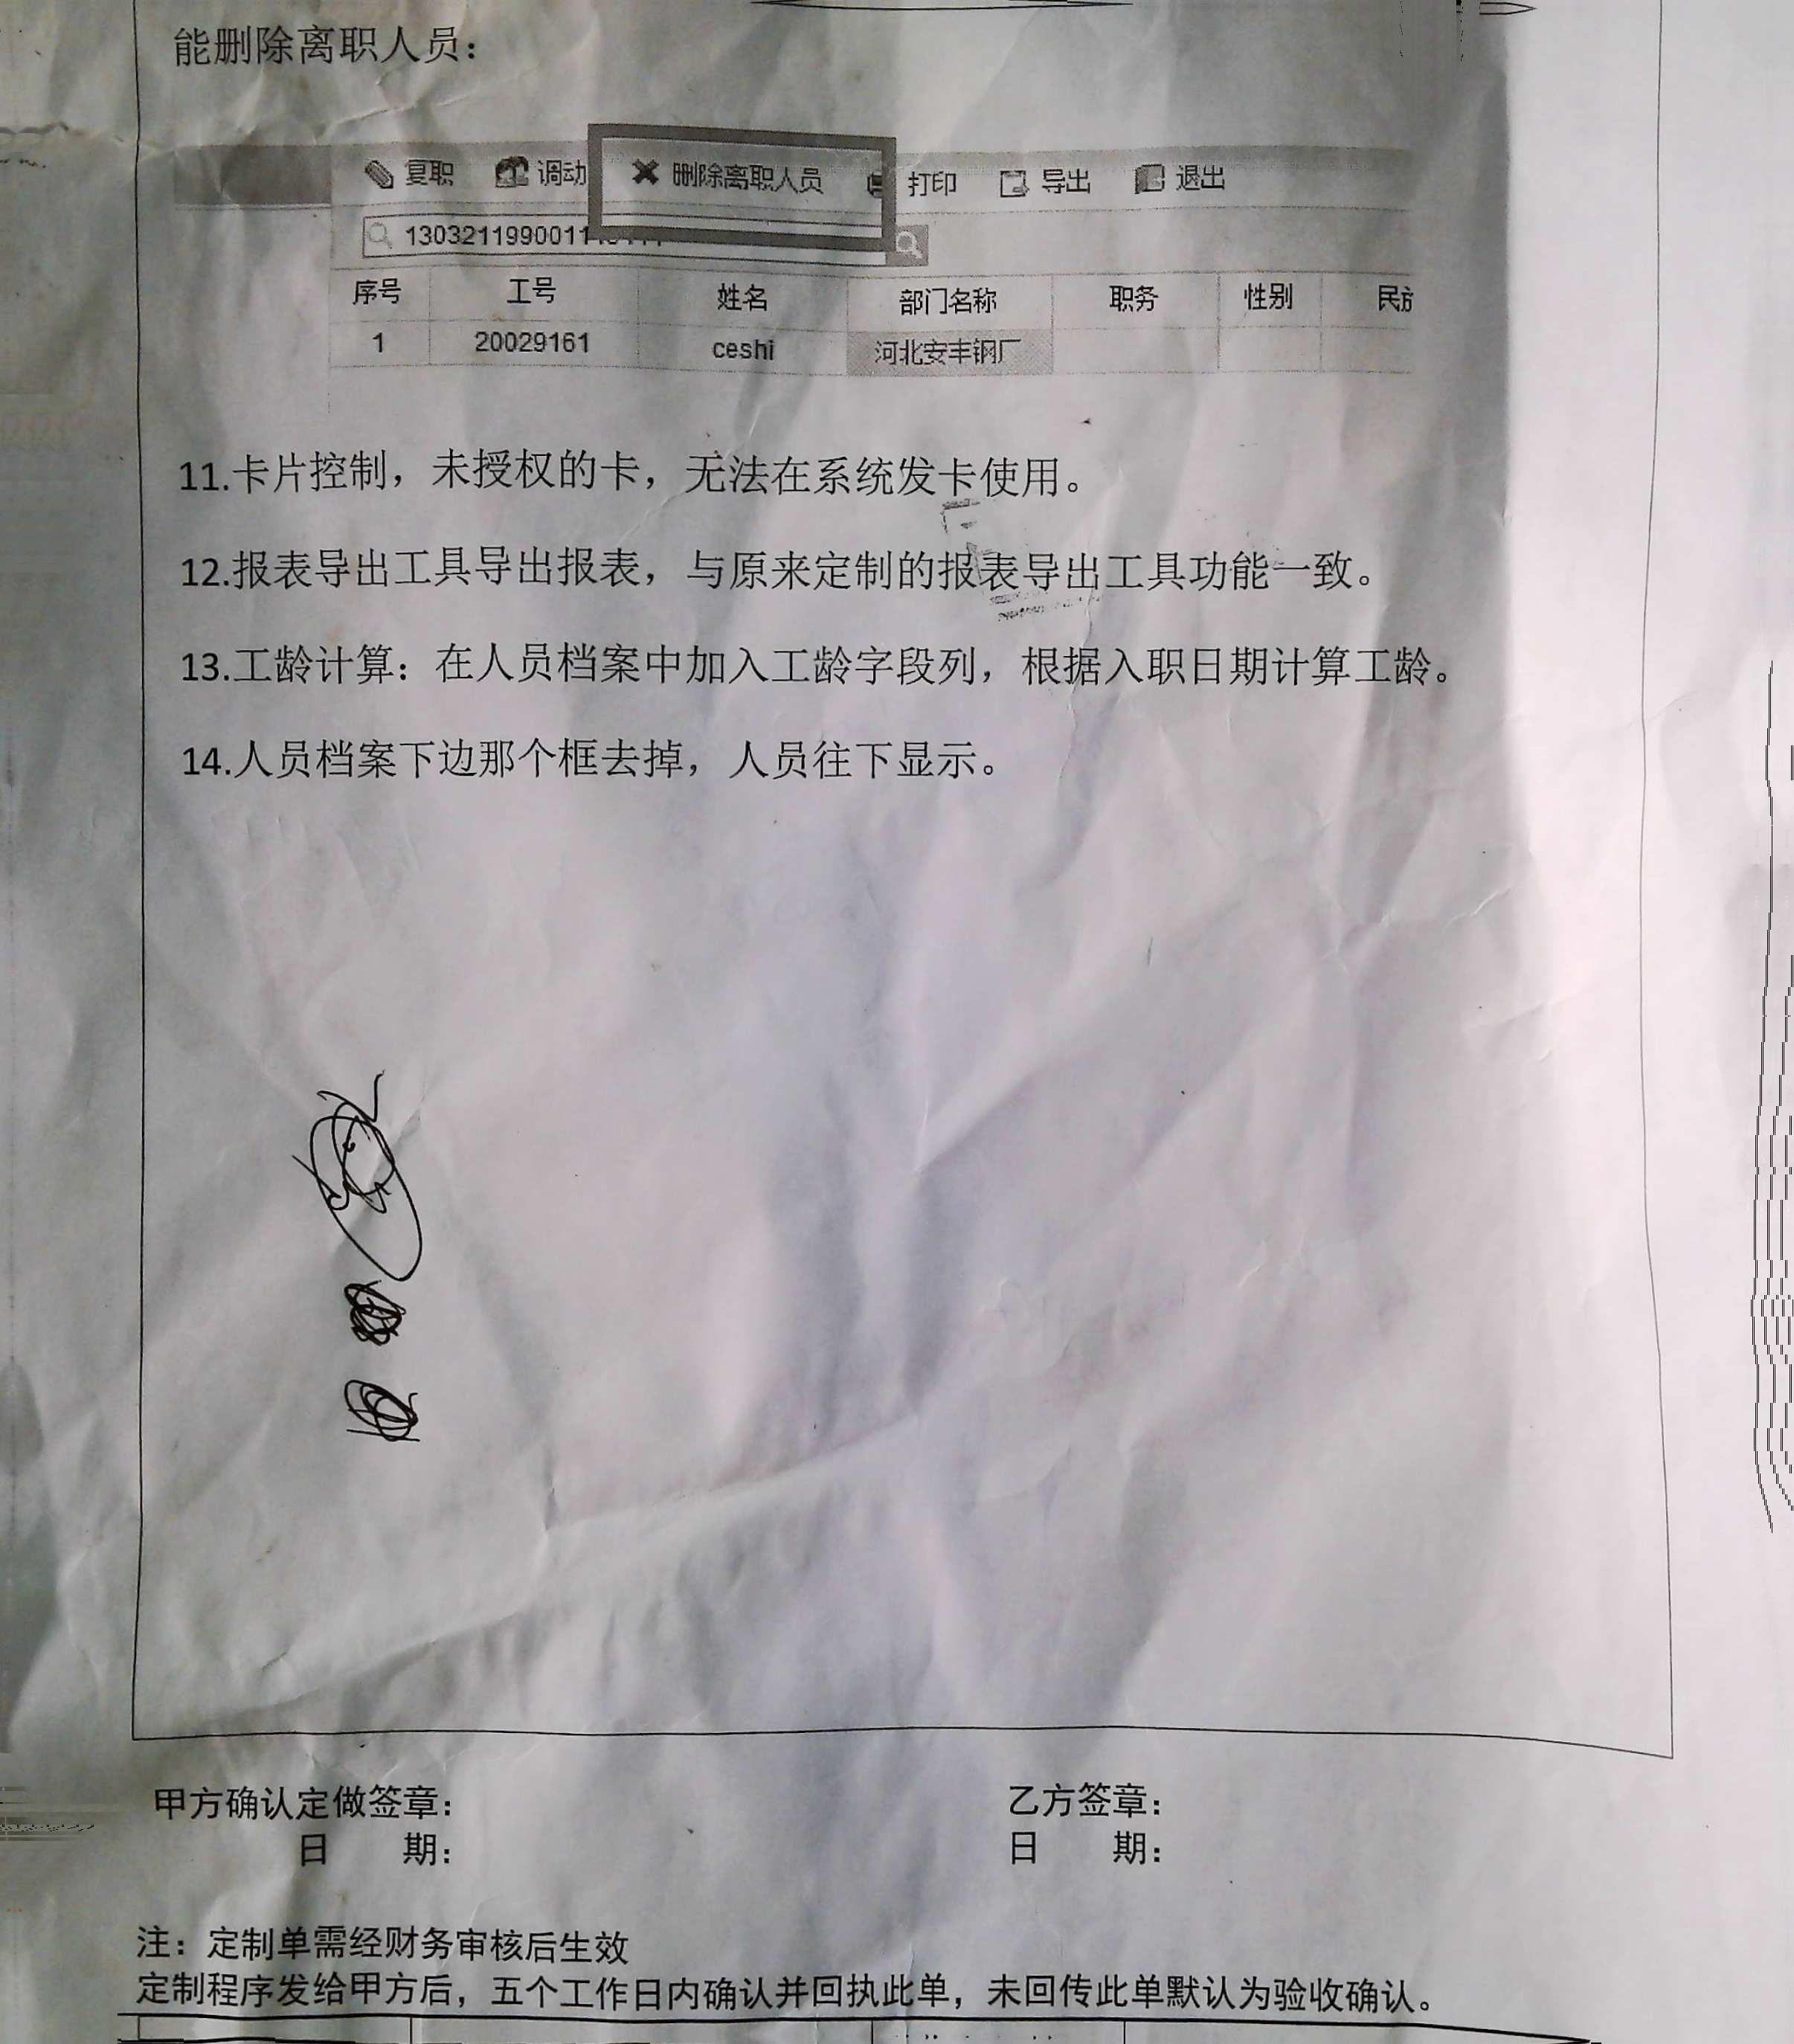 能删除离职人员：
复职 调动 删除离职人员 打印 导出 退出
序号 工号 姓名 部门名称 职务 性别
1 20029161 ceshi 河北安丰钢厂
11.卡片控制，未授权的卡，无法在系统发卡使用。
12.报表导出工具导出报表，与原来定制的报表导出工具功能一致。
13.工龄计算：在人员档案中加入工龄字段列，根据入职日期计算工龄。
14.人员档案下边那个框去掉，人员往下显示。
甲方确认定做签章： 乙方签章：
日 期： 日 期：
注：定制单需经财务审核后生效
定制程序发给甲方后，五个工作日内确认并回执此单，未回传此单默认为验收确认。